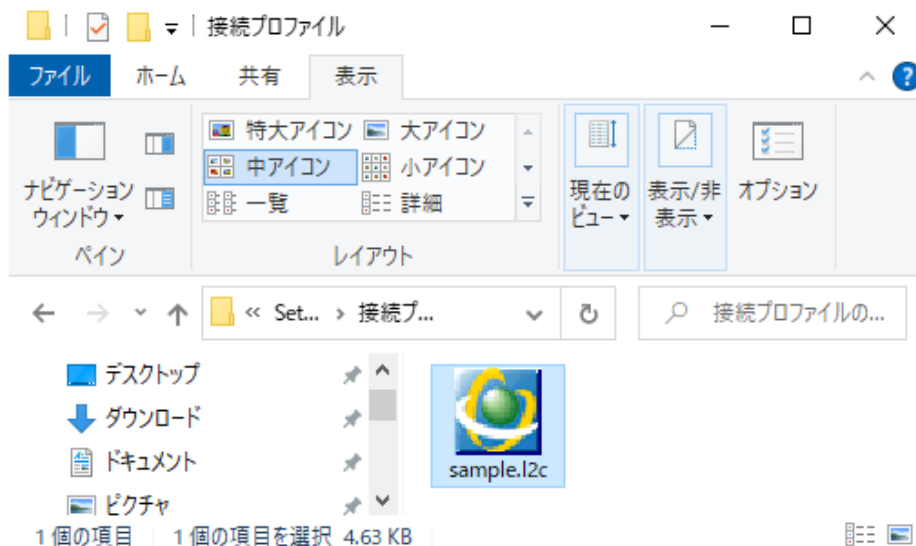 接続プロファイル
ファイル ホーム 共有 表示
特大アイコン 大アイコン
中アイコン 小アイコン
一覧 詳細
ナビゲーション
ウィンドウ
現在の
ビュー
表示/非
表示
オプション
ペイン レイアウト
« Set... › 接続プ... 接続プロファイルの...
デスクトップ
ダウンロード
ドキュメント
ピクチャ
sample.l2c
1 個の項目 1 個の項目を選択 4.63 KB